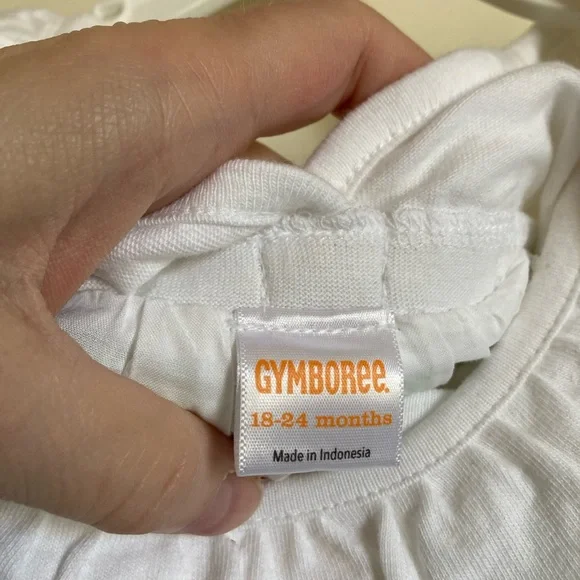 GYMBOREE.
18-24 months
Made in Indonesia